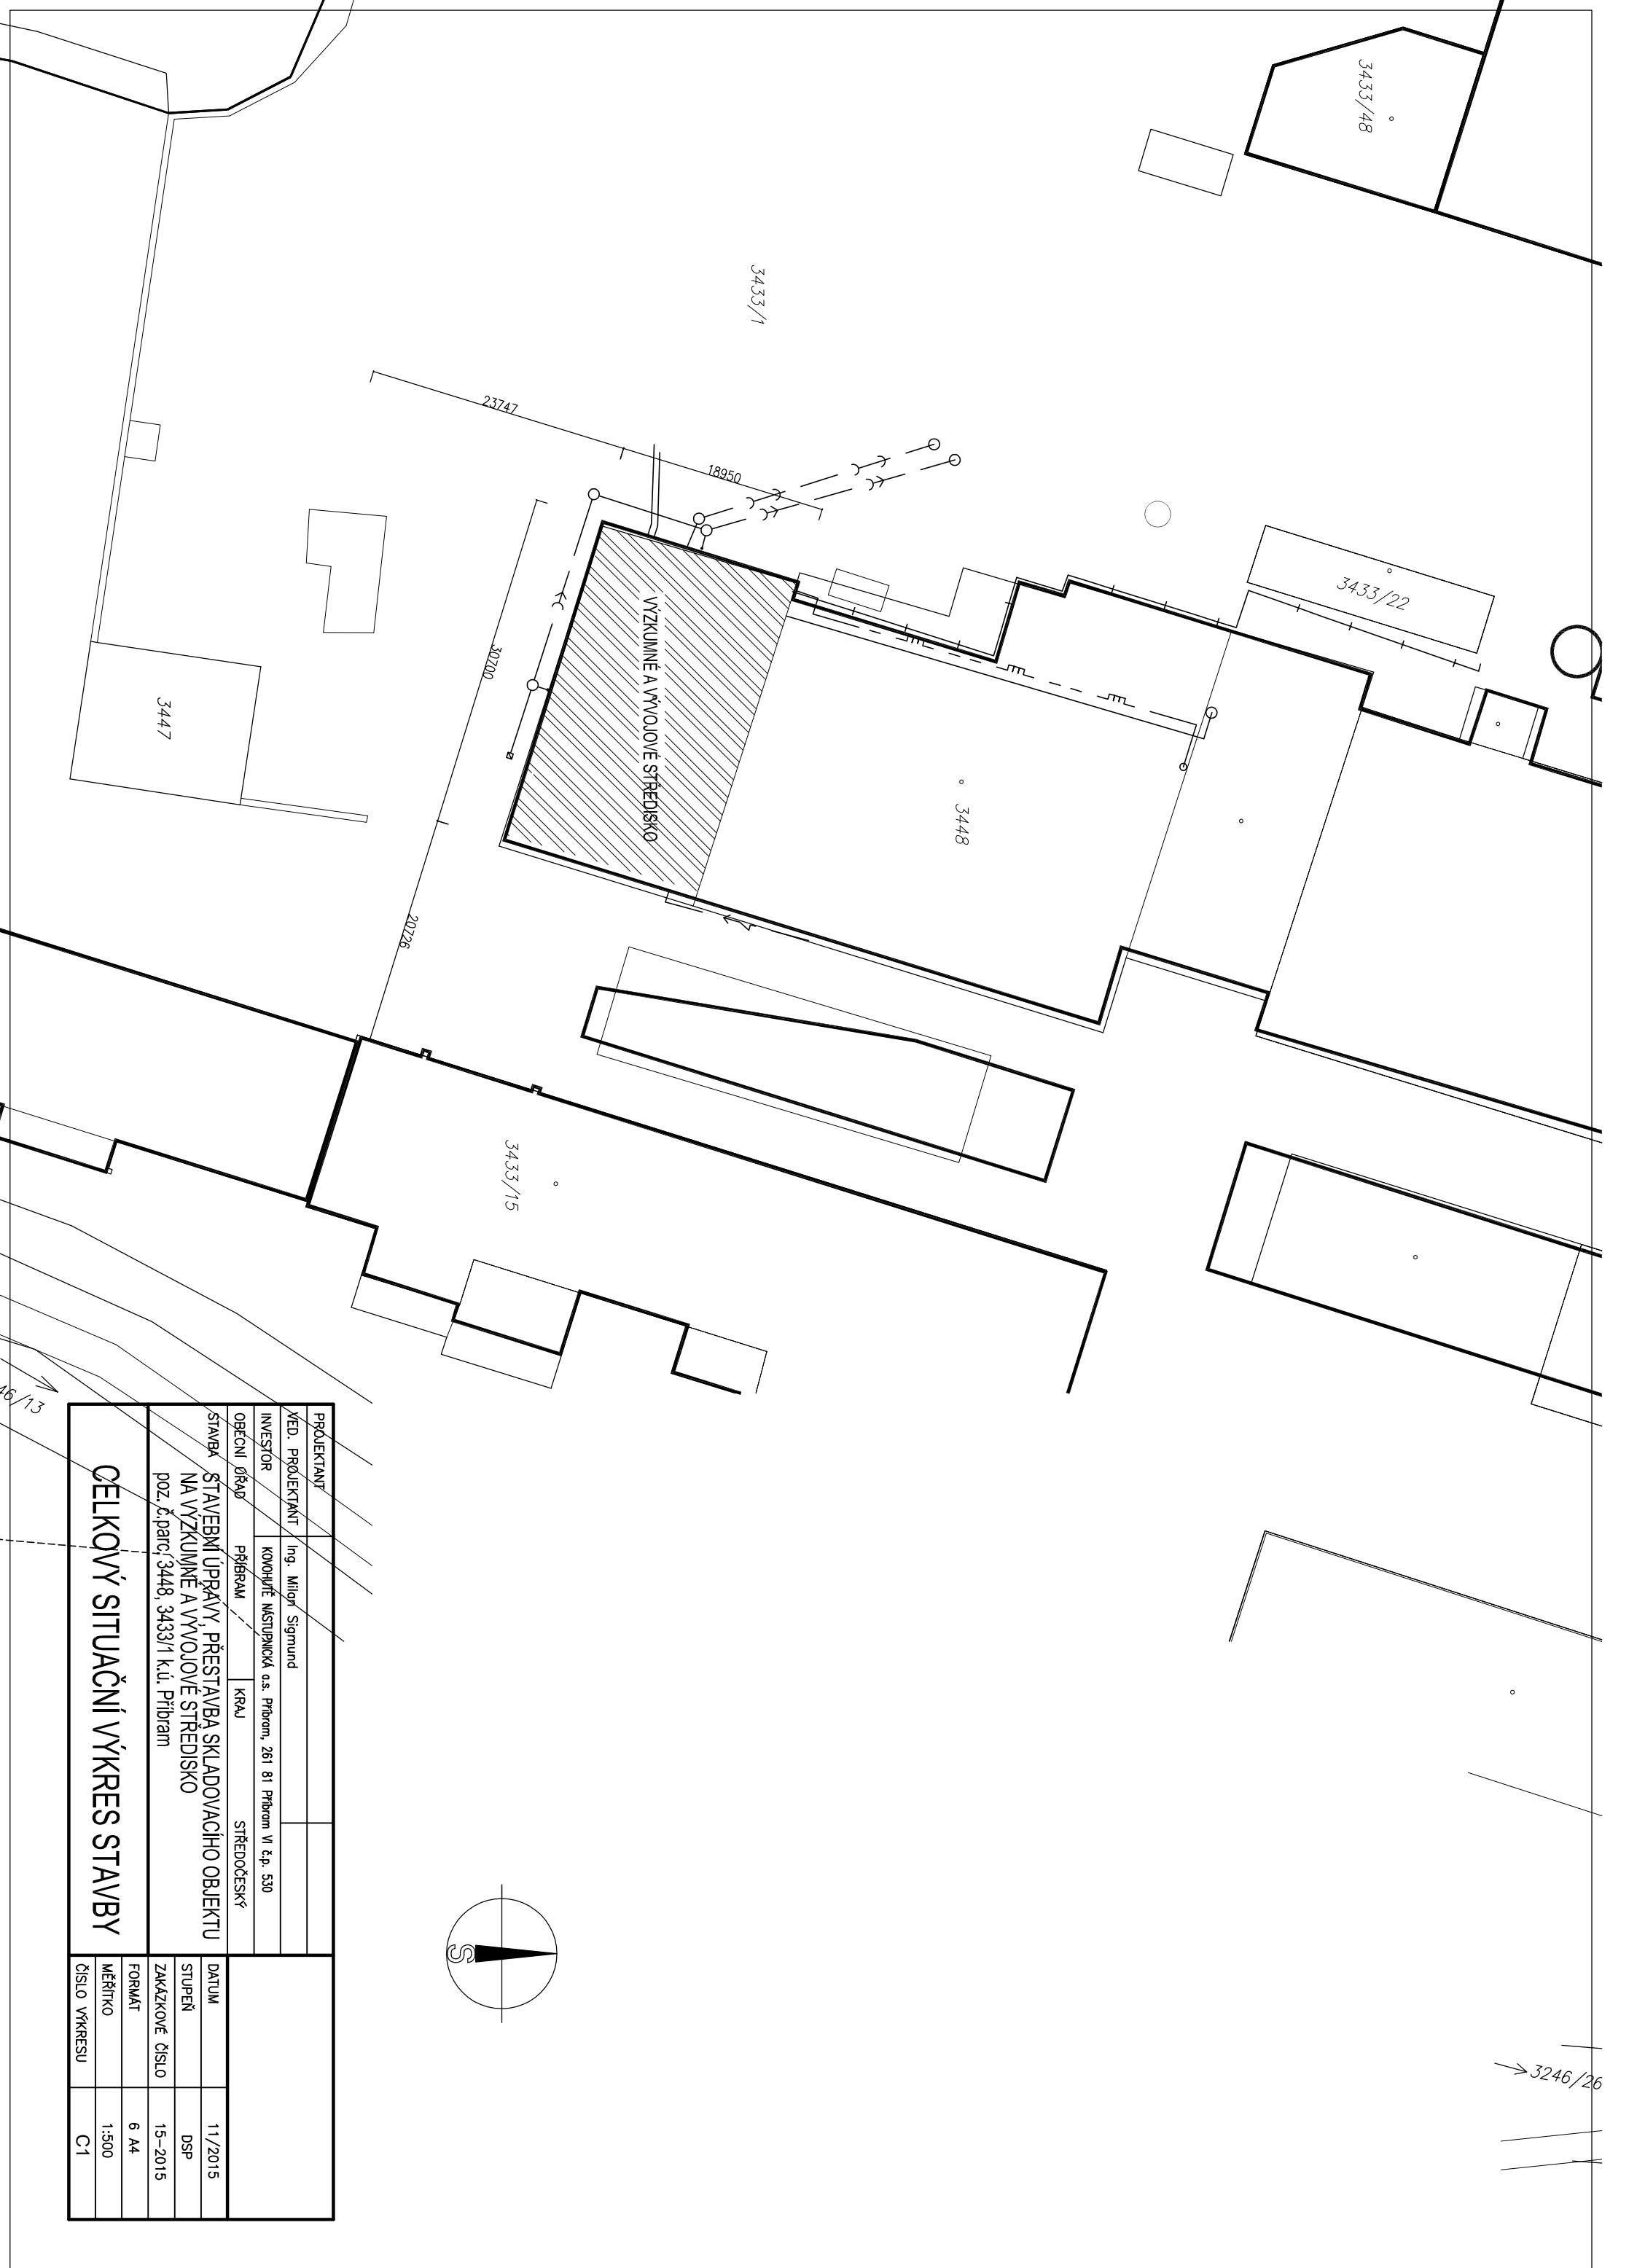 3433/48
3433/1
23747
18950
3433/22
VÝZKUMNÉ A VÝVOJOVÉ STŘEDISKO
30700
3447
3448
20726
3433/15
46/13
PROJEKTANT
VED. PROJEKTANT Ing. Milan Sigmund
INVESTOR KOVOHUTĚ NÁSTUPNICKÁ a.s. Příbram, 261 81 Příbram VI č.p. 530
OBECNÍ ÚŘAD PŘÍBRAM KRAJ STŘEDOČESKÝ
STAVBA STAVEBNÍ ÚPRAVY, PŘESTAVBA SKLADOVACÍHO OBJEKTU
NA VÝZKUMNÉ A VÝVOJOVÉ STŘEDISKO
poz. č.parc. 3448, 3433/1 k.ú. Příbram
CELKOVÝ SITUAČNÍ VÝKRES STAVBY
DATUM 11/2015
STUPEŇ DSP
ZAKÁZKOVÉ ČÍSLO 15-2015
FORMÁT 6 A4
MĚŘÍTKO 1:500
ČÍSLO VÝKRESU C1
S
3246/26